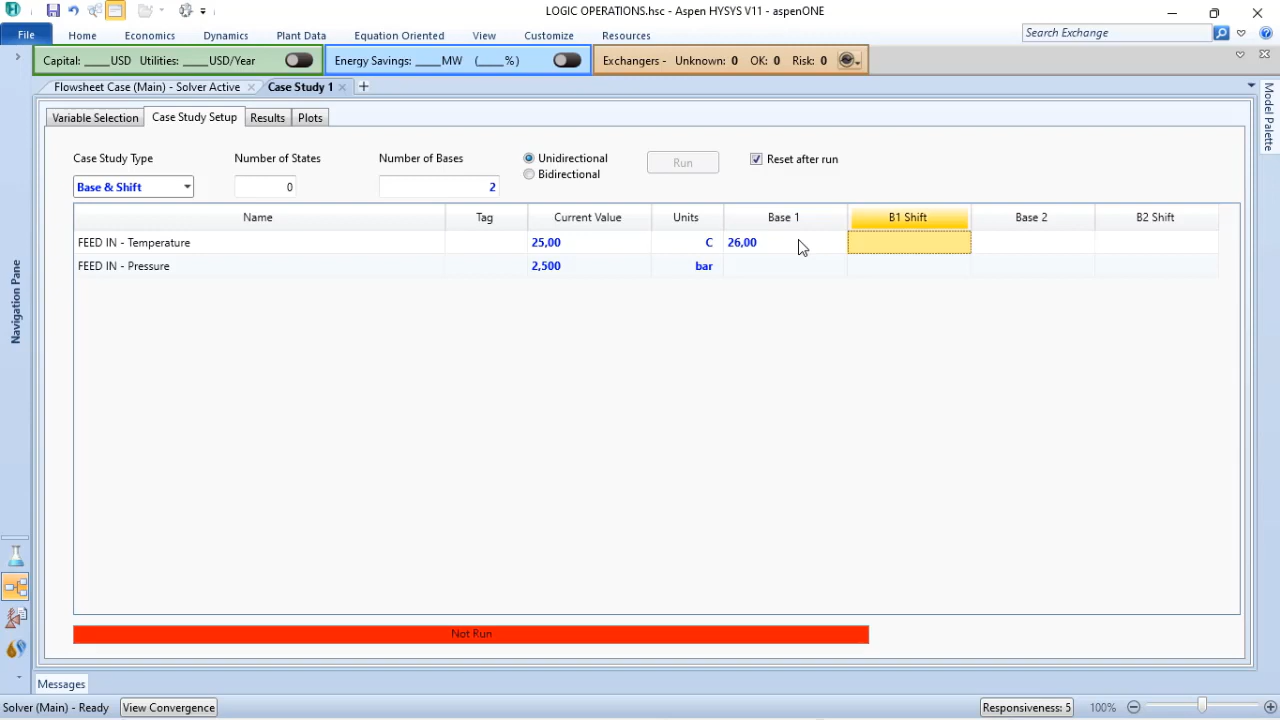 LOGIC OPERATIONS.hsc - Aspen HYSYS V11 - aspenONE
File Home Economics Dynamics Plant Data Equation Oriented View Customize Resources Search Exchange
Capital: ____USD Utilities: ____USD/Year Energy Savings: ____MW (____%) Exchangers - Unknown: 0 OK: 0 Risk: 0
Flowsheet Case (Main) - Solver Active Case Study 1
Model Palette
Navigation Pane
Variable Selection Case Study Setup Results Plots
Case Study Type Number of States Number of Bases Unidirectional Run Reset after run
Bidirectional
Base & Shift 0 2
Name Tag Current Value Units Base 1 B1 Shift Base 2 B2 Shift
FEED IN - Temperature 25,00 C 26,00
FEED IN - Pressure 2,500 bar
Not Run
Messages
Solver (Main) - Ready View Convergence Responsiveness: 5 100%